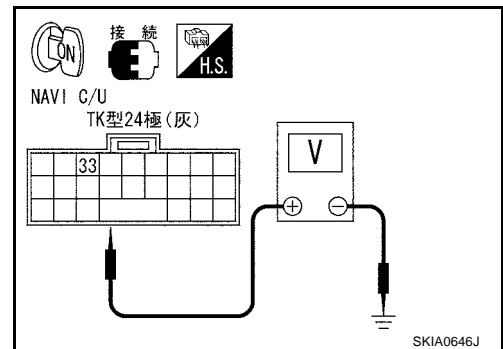 ON
接 続
H.S.
NAVI C/U
TK型24極(灰)
33
V
+ -
SKIA0646J